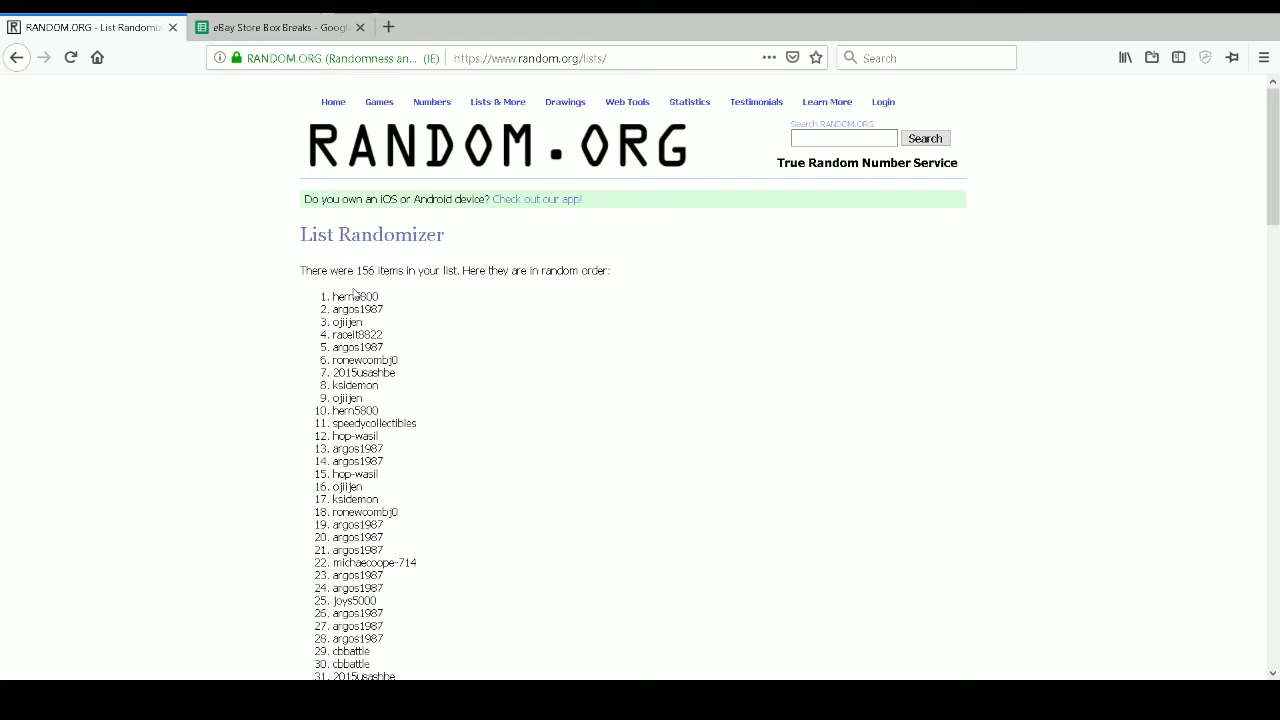 RANDOM.ORG - List Randomiz
eBay Store Box Breaks - Googl
RANDOM.ORG (Randomness an... (IE)
https://www.random.org/lists/
Search
Home Games Numbers Lists & More Drawings Web Tools Statistics Testimonials Learn More Login
RANDOM.ORG
Search RANDOM.ORG
Search
True Random Number Service
Do you own an iOS or Android device? Check out our app!
List Randomizer
There were 156 items in your list. Here they are in random order:
1. hern5800
2. argos1987
3. ojiijen
4. raceit8822
5. argos1987
6. ronewcombj0
7. 2015usashbe
8. ksidemon
9. ojiijen
10. hern5800
11. speedycollectibles
12. hop-wasil
13. argos1987
14. argos1987
15. hop-wasil
16. ojiijen
17. ksidemon
18. ronewcombj0
19. argos1987
20. argos1987
21. argos1987
22. michaecoope-714
23. argos1987
24. argos1987
25. joys5000
26. argos1987
27. argos1987
28. argos1987
29. cbbattle
30. cbbattle
31. 2015usashbe